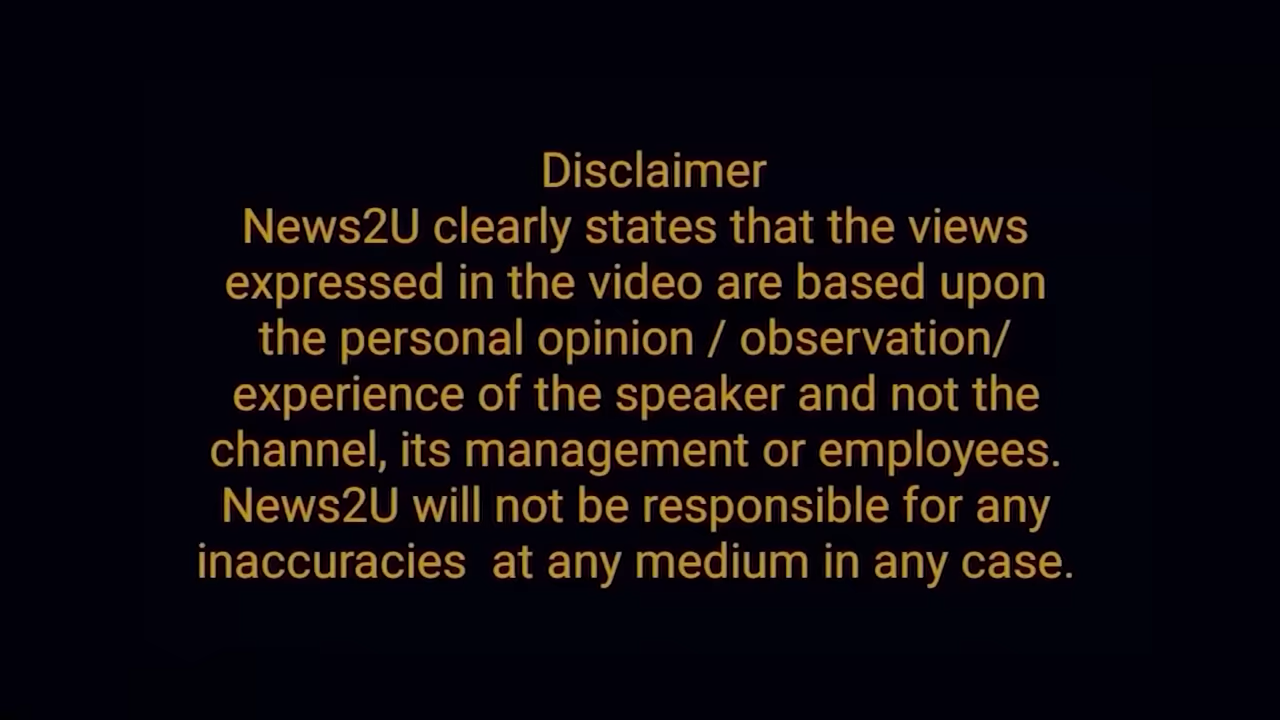 Disclaimer
News2U clearly states that the views
expressed in the video are based upon
the personal opinion / observation/
experience of the speaker and not the
channel, its management or employees.
News2U will not be responsible for any
inaccuracies  at any medium in any case.